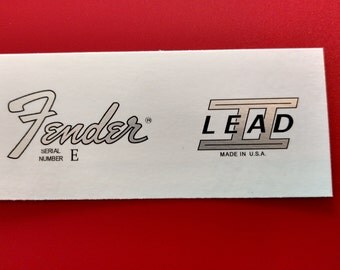 Fender®
SERIAL
NUMBER E
LEAD
II
MADE IN U.S.A.